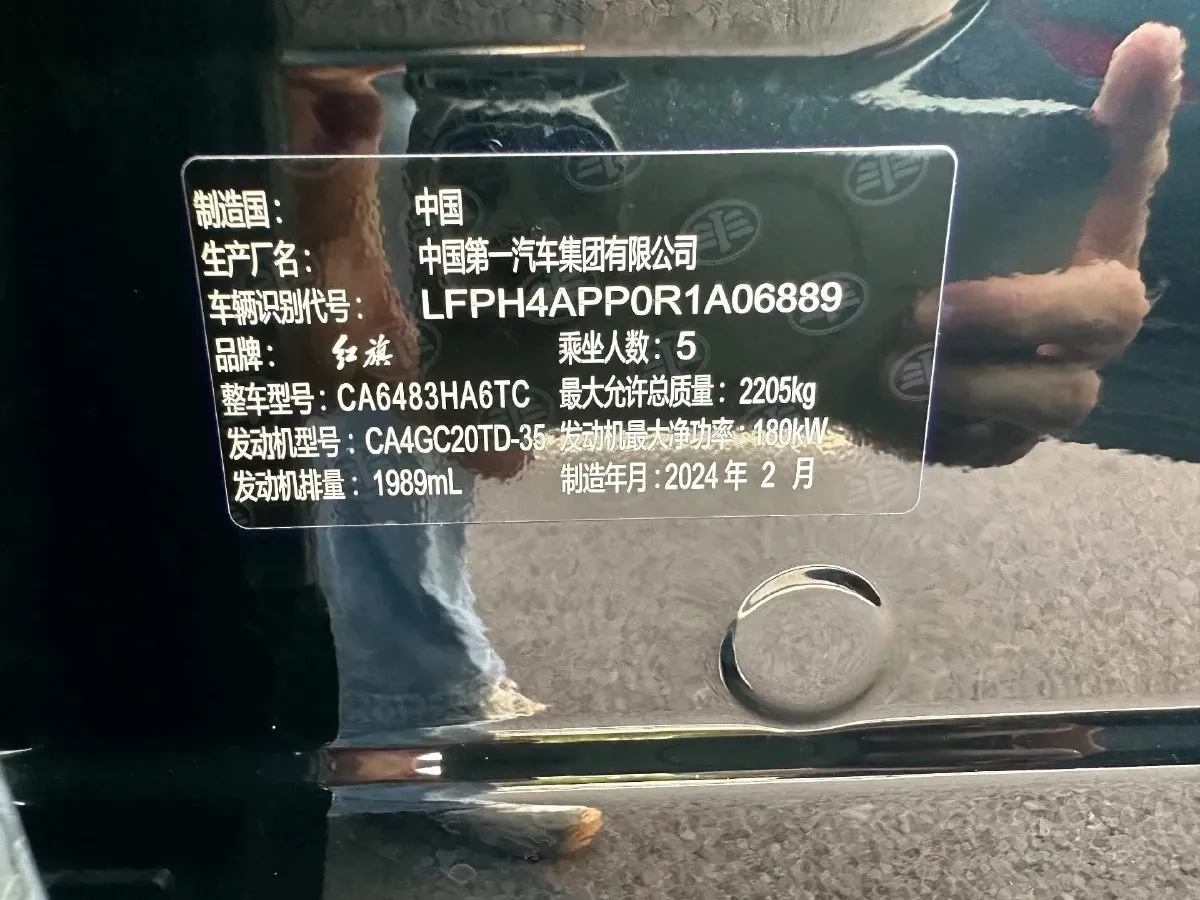 制造国： 中国
生产厂名： 中国第一汽车集团有限公司
车辆识别代号： LFPH4APP0R1A06889
品牌： 红旗 乘坐人数：5
整车型号：CA6483HA6TC 最大允许总质量：2205kg
发动机型号：CA4GC20TD-35 发动机最大净功率：180kW
发动机排量：1989mL 制造年月：2024年 2 月